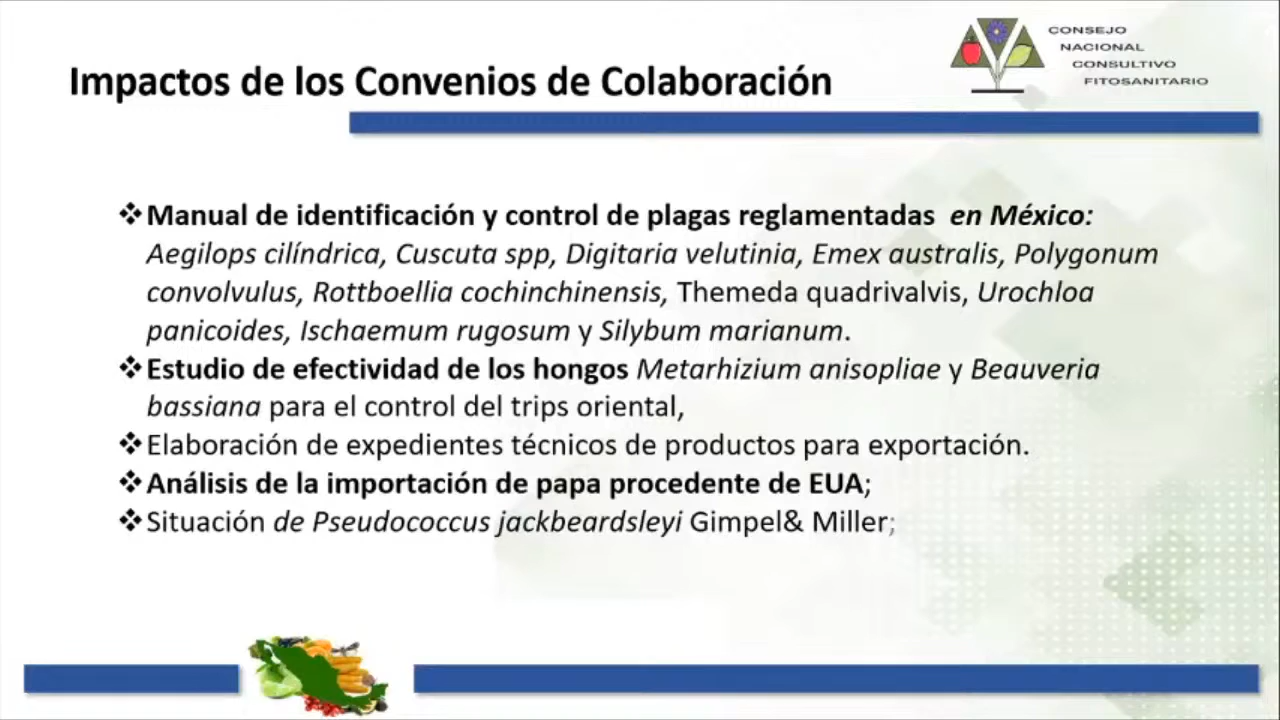 Impactos de los Convenios de Colaboración
CONSEJO
NACIONAL
CONSULTIVO
FITOSANITARIO
❖Manual de identificación y control de plagas reglamentadas en México:
Aegilops cilíndrica, Cuscuta spp, Digitaria velutinia, Emex australis, Polygonum
convolvulus, Rottboellia cochinchinensis, Themeda quadrivalvis, Urochloa
panicoides, Ischaemum rugosum y Silybum marianum.
❖Estudio de efectividad de los hongos Metarhizium anisopliae y Beauveria
bassiana para el control del trips oriental,
❖Elaboración de expedientes técnicos de productos para exportación.
❖Análisis de la importación de papa procedente de EUA;
❖Situación de Pseudococcus jackbeardsleyi Gimpel& Miller;